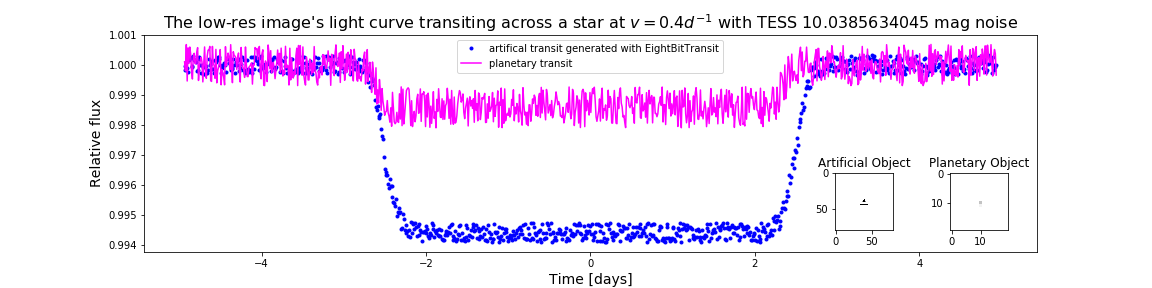 The low-res image's light curve transiting across a star at v = 0.4d⁻¹ with TESS 10.0385634045 mag noise
1.001
1.000
0.999
0.998
0.997
0.996
0.995
0.994
Relative flux
artifical transit generated with EightBitTransit
planetary transit
Artificial Object
0
50
0 50
Planetary Object
0
10
0 10
−4 −2 0 2 4
Time [days]